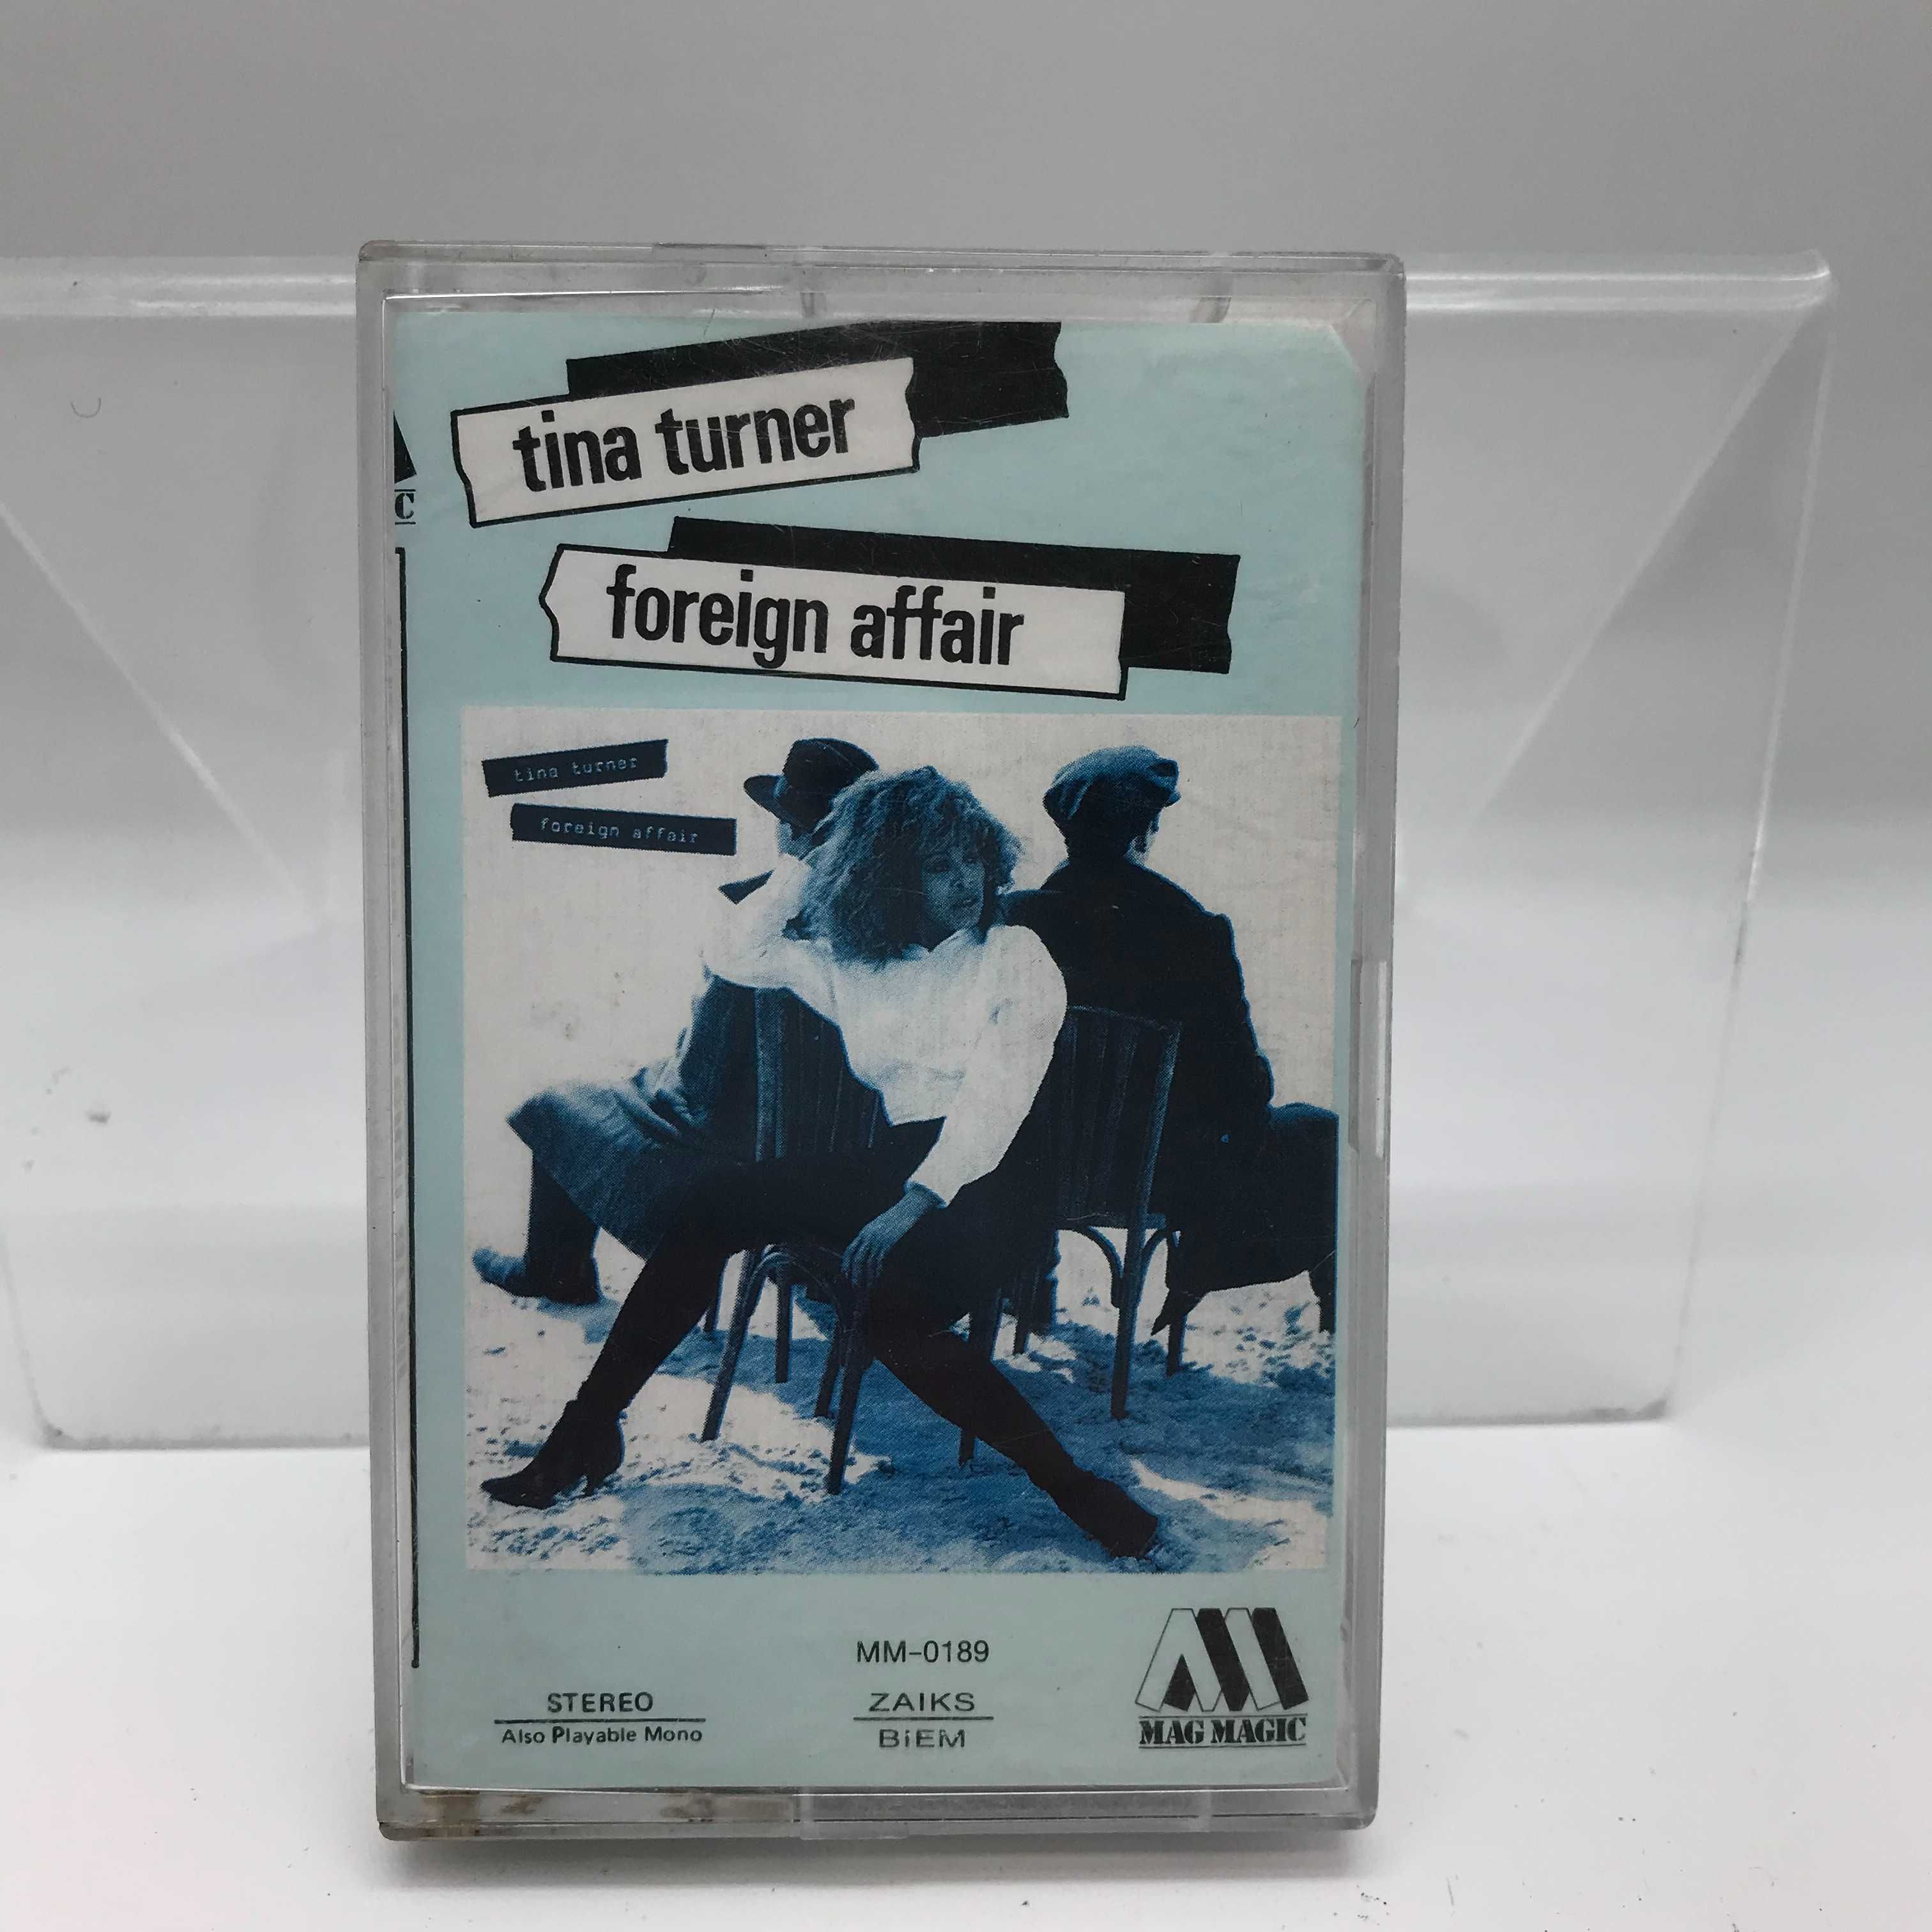 tina turner
foreign affair
C
tina turner
foreign affair
MM-0189
STEREO
Also Playable Mono
ZAIKS
BiEM
MAG MAGIC